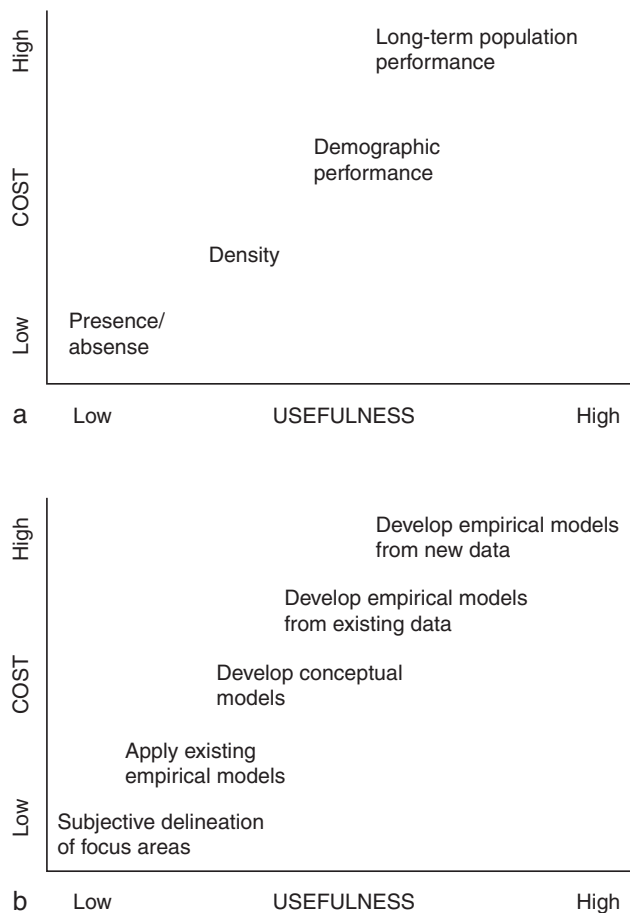 High
COST
Low
Long-term population
performance
Demographic
performance
Density
Presence/
absense
a
Low USEFULNESS High
High
COST
Low
Develop empirical models
from new data
Develop empirical models
from existing data
Develop conceptual
models
Apply existing
empirical models
Subjective delineation
of focus areas
b
Low USEFULNESS High